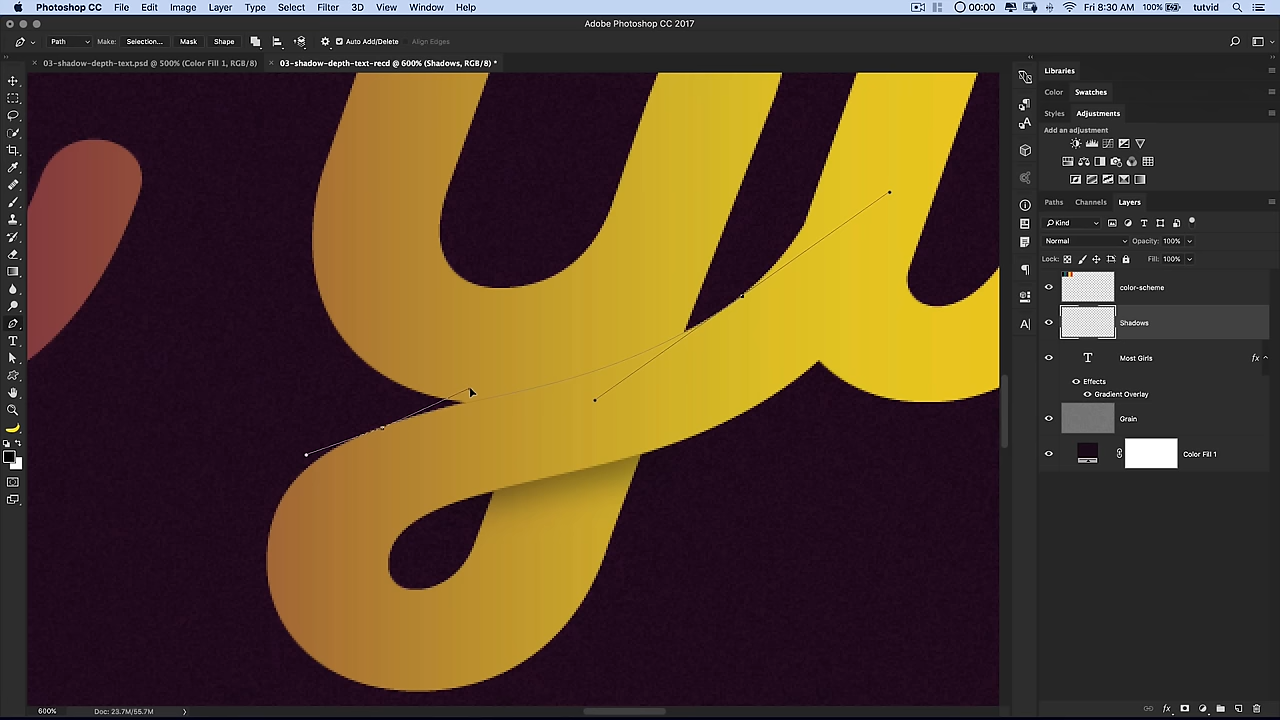 Photoshop CC File Edit Image Layer Type Select Filter 3D View Window Help 00:00 Fri 8:30 AM 100% tutvid
Adobe Photoshop CC 2017
Path Make: Selection... Mask Shape Auto Add/Delete Align Edges
03-shadow-depth-text.psd @ 500% (Color Fill 1, RGB/8) 03-shadow-depth-text-recd @ 600% (Shadows, RGB/8) *
Libraries
Color Swatches
Styles Adjustments
Add an adjustment
Paths Channels Layers
Kind
Normal Opacity: 100%
Lock: Fill: 100%
color-scheme
Shadows
T Most Girls fx
Effects
Gradient Overlay
Grain
Color Fill 1
600% Doc: 23.7M/55.7M